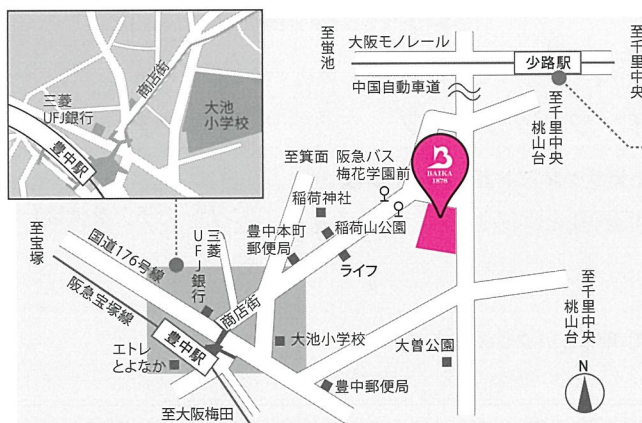 三菱
UFJ銀行
商店街
大池
小学校
豊中駅
至蛍池
大阪モノレール
少路駅
至千里中央
中国自動車道
至千里中央
桃山台
至箕面
阪急バス
梅花学園前
BAIKA
1878
稲荷神社
稲荷山公園
豊中本町
郵便局
ライフ
至宝塚
国道176号線
三菱
UFJ銀行
商店街
阪急宝塚線
豊中駅
エトレ
とよなか
大池小学校
大曽公園
至千里中央
桃山台
豊中郵便局
至大阪梅田
N